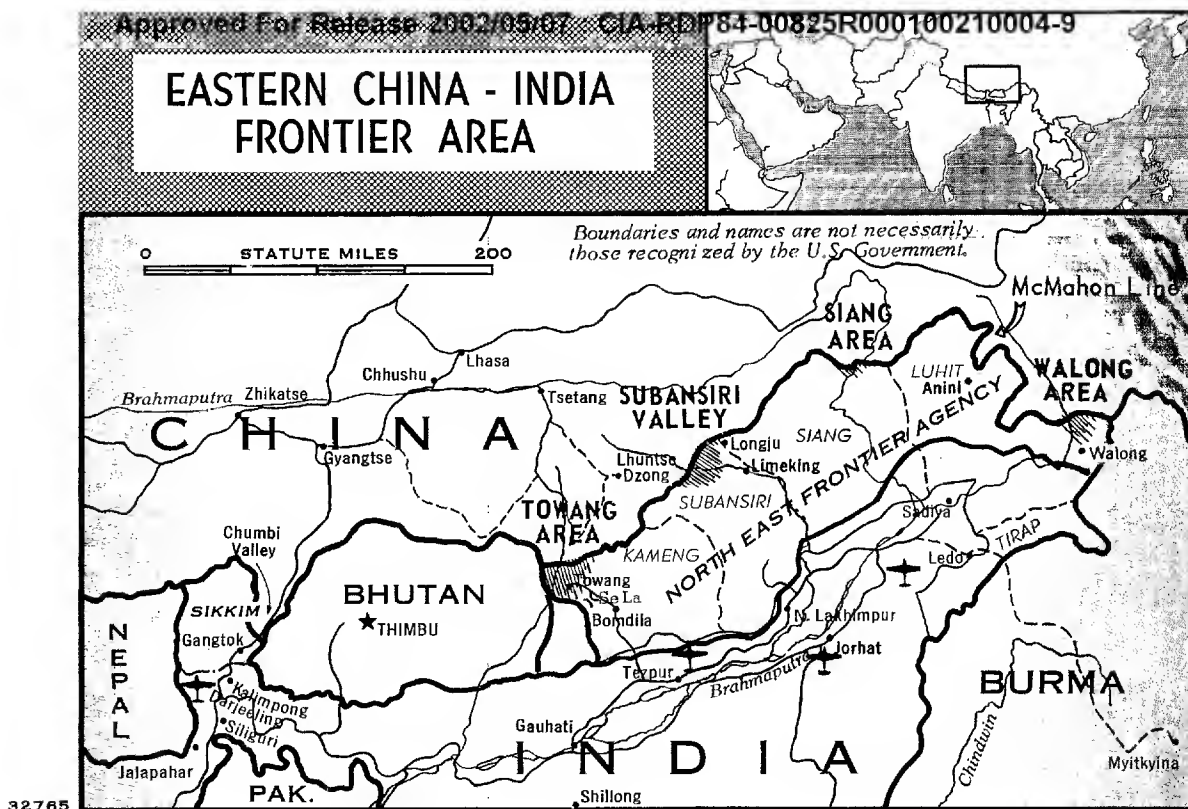 Approved For Release 2002/05/07 : CIA-RDP84-00825R000100210004-9
EASTERN CHINA - INDIA
FRONTIER AREA
0 STATUTE MILES 200
Boundaries and names are not necessarily
those recognized by the U.S. Government.
McMahon Line
SIANG
AREA
Lhasa
Chhushu
LUHIT
Anini
WALONG
AREA
Brahmaputra
Zhikatse
Tsetang
SUBANSIRI
VALLEY
CHINA
Gyangtse
Longju
SIANG
Walong
Lhuntse
Dzong
Limeking
NORTH EAST FRONTIER AGENCY
SUBANSIRI
TOWANG
AREA
Sadiya
Chumbi
Valley
KAMENG
TIRAP
Ledo
BHUTAN
Towang
Se La
SIKKIM
Bomdila
N. Lakhimpur
THIMBU
NEPAL
Gangtok
Jorhat
Tezpur
Brahmaputra
BURMA
Kalimpong
Darjeeling
Siliguri
Gauhati
INDIA
Chindwin
Jalapahar
Myitkyina
PAK.
Shillong
32765